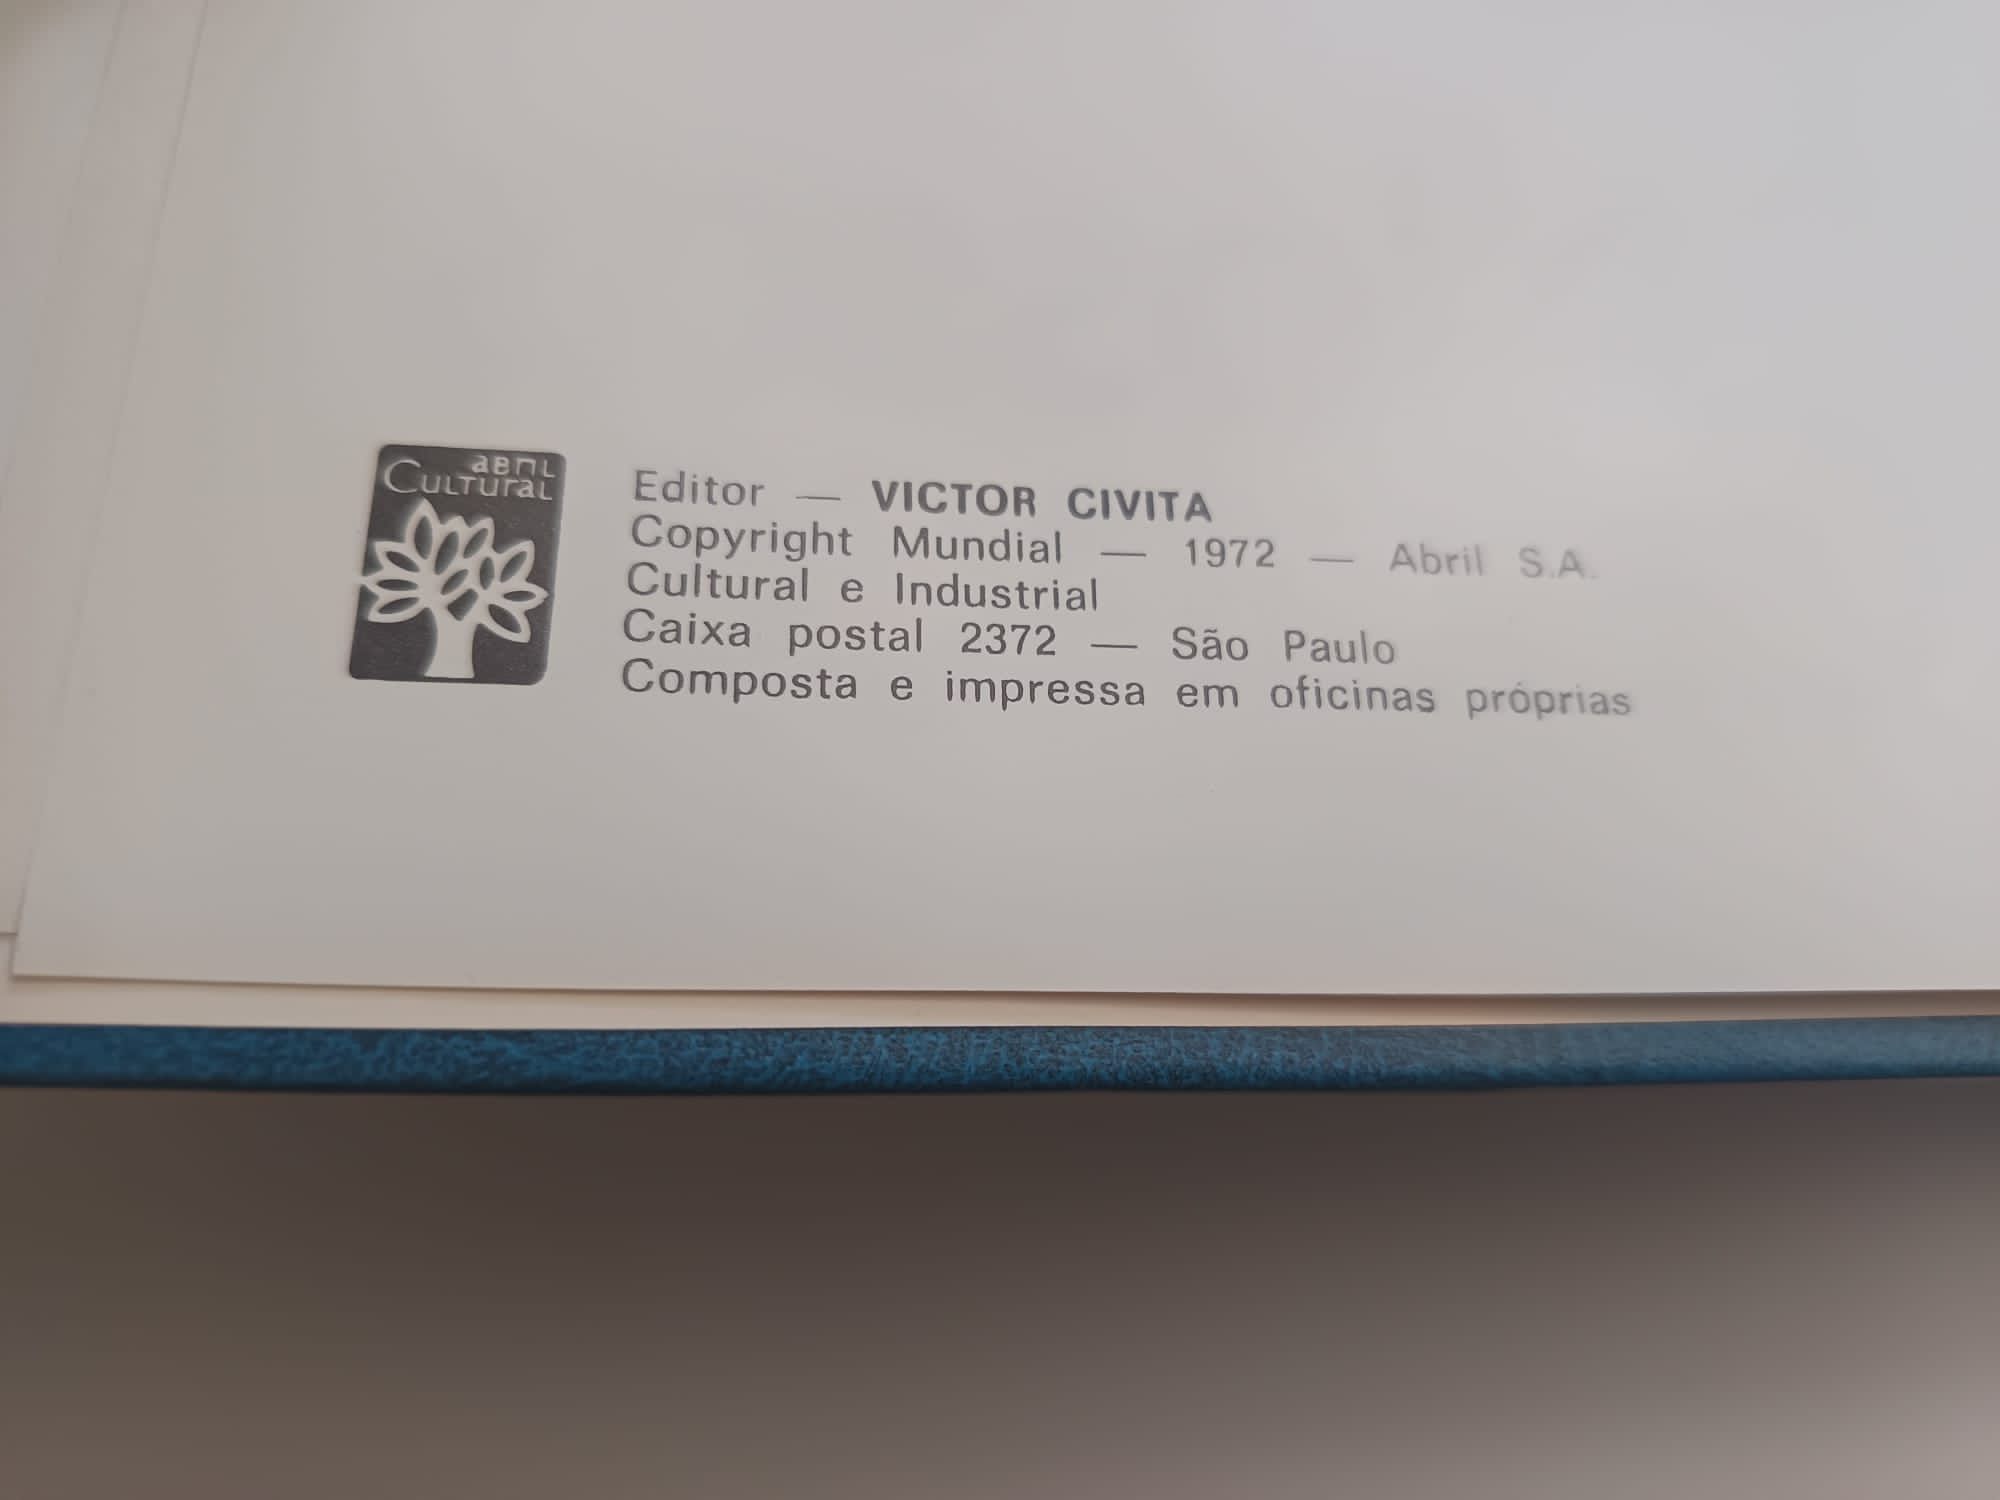 abril
Cultural
Editor — VICTOR CIVITA
Copyright Mundial — 1972 — Abril S.A.
Cultural e Industrial
Caixa postal 2372 — São Paulo
Composta e impressa em oficinas próprias